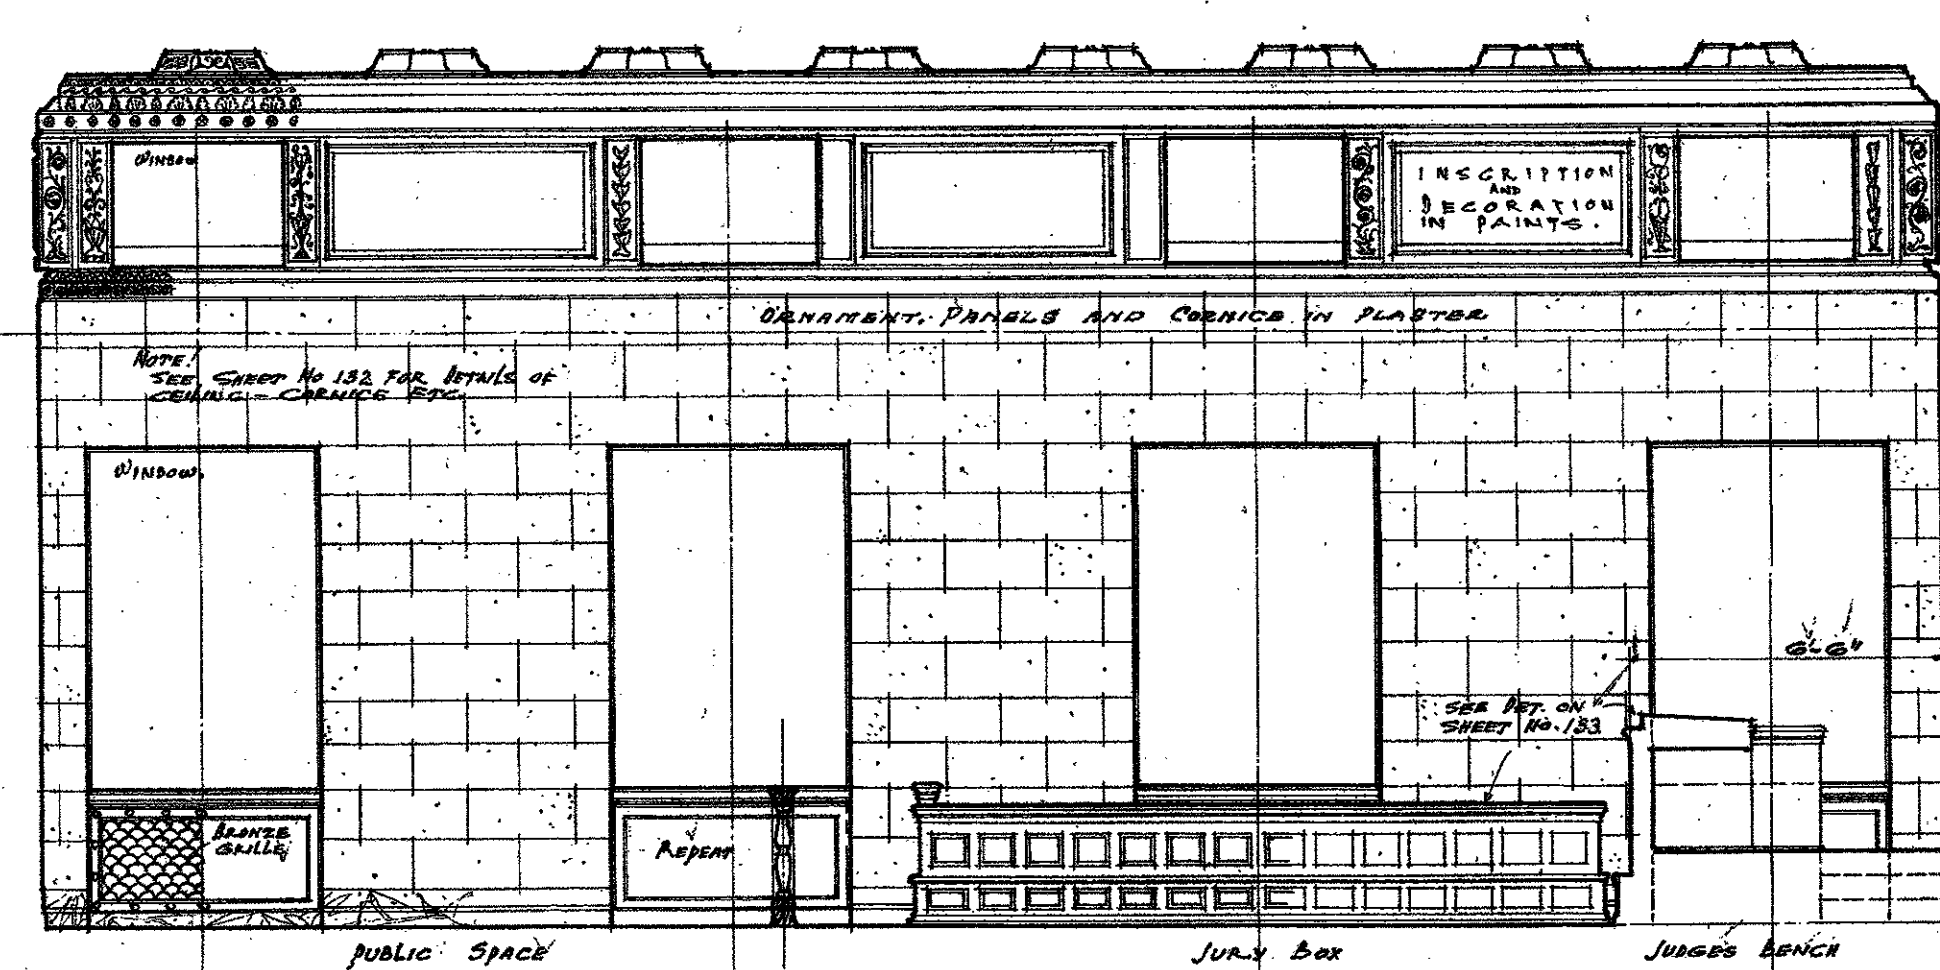 WINDOW
INSCRIPTION
AND
DECORATION
IN PAINTS.
ORNAMENT, PANELS AND CORNICE IN PLASTER
NOTE!
SEE SHEET NO 132 FOR DETAILS OF
CEILING - CORNICE ETC.
WINDOW.
6-6"
SEE DET. ON
SHEET NO. 133
BRONZE
GRILLE
REPEAT
PUBLIC SPACE
JURY BOX
JUDGES BENCH